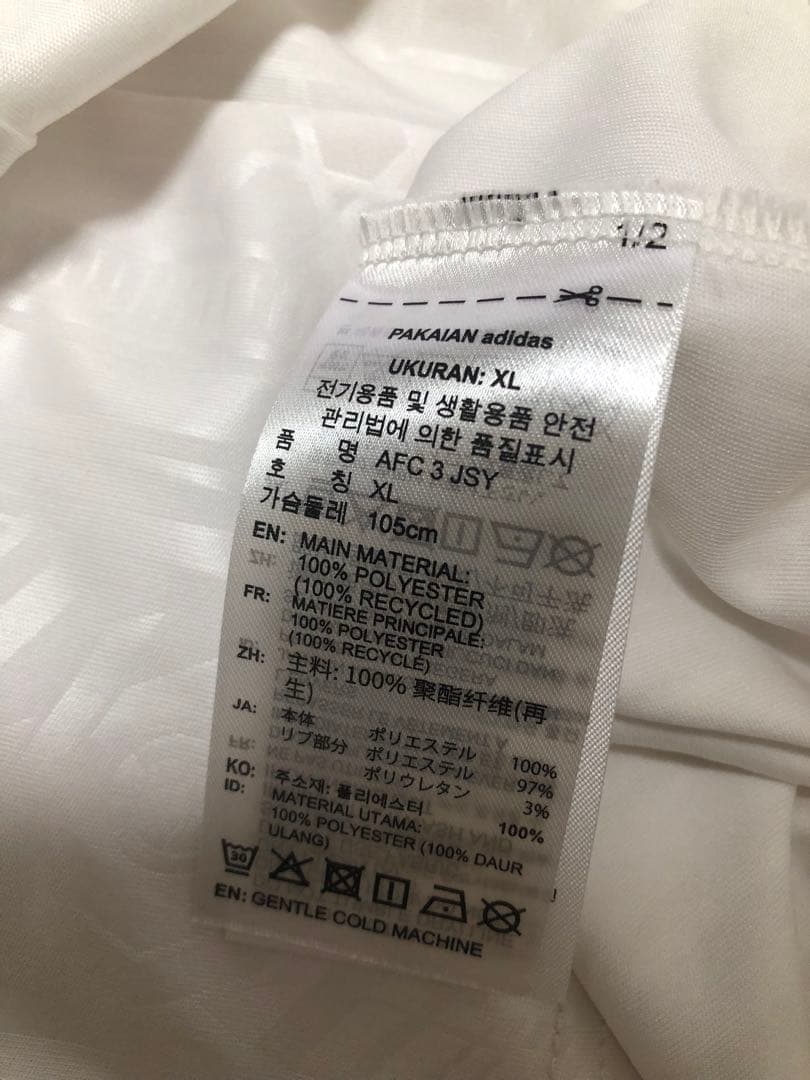 1/2
PAKAIAN adidas
UKURAN: XL
전기용품 및 생활용품 안전
관리법에 의한 품질표시
품 명 AFC 3 JSY
호 칭 XL
가슴둘레 105cm
EN: MAIN MATERIAL:
100% POLYESTER
(100% RECYCLED)
FR: MATIERE PRINCIPALE:
100% POLYESTER
(100% RECYCLÉ)
ZH: 主料: 100% 聚酯纤维(再
生)
JA: 本体 ポリエステル 100%
リブ部分 ポリエステル 97%
ポリウレタン 3%
KO: 주소재: 폴리에스터 100%
ID: MATERIAL UTAMA:
100% POLYESTER (100% DAUR
ULANG)
30
EN: GENTLE COLD MACHINE